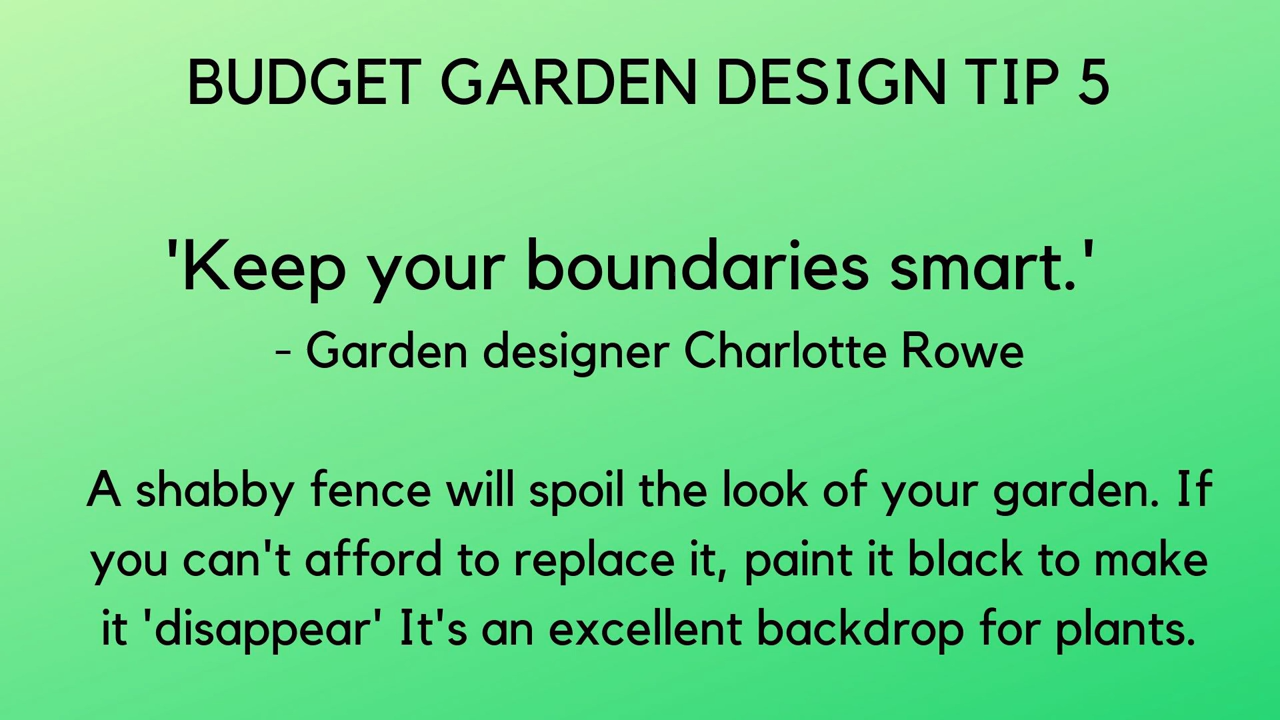 BUDGET GARDEN DESIGN TIP 5
'Keep your boundaries smart.'
- Garden designer Charlotte Rowe
A shabby fence will spoil the look of your garden. If
you can't afford to replace it, paint it black to make
it 'disappear' It's an excellent backdrop for plants.